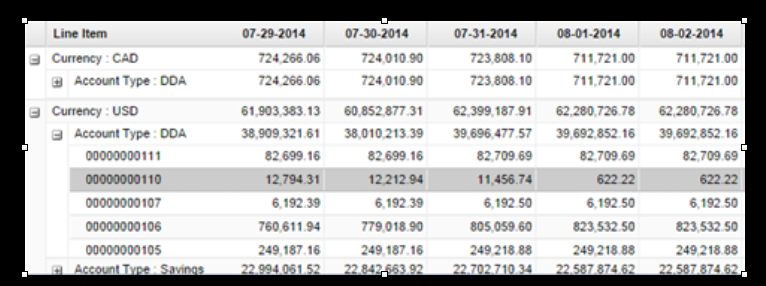 Line Item 07-29-2014 07-30-2014 07-31-2014 08-01-2014 08-02-2014
Currency : CAD 724,266.06 724,010.90 723,808.10 711,721.00 711,721.00
Account Type : DDA 724,266.06 724,010.90 723,808.10 711,721.00 711,721.00
Currency : USD 61,903,383.13 60,852,877.31 62,399,187.91 62,280,726.78 62,280,726.78
Account Type : DDA 38,909,321.61 38,010,213.39 39,696,477.57 39,692,852.16 39,692,852.16
00000000111 82,699.16 82,699.16 82,709.69 82,709.69 82,709.69
00000000110 12,794.31 12,212.94 11,456.74 622.22 622.22
00000000107 6,192.39 6,192.39 6,192.50 6,192.50 6,192.50
00000000106 760,611.94 779,018.90 805,059.60 823,532.50 823,532.50
00000000105 249,187.16 249,187.16 249,218.88 249,218.88 249,218.88
Account Type : Savings 22,994,061.52 22,842,663.92 22,702,710.34 22,587,874.62 22,587,874.62